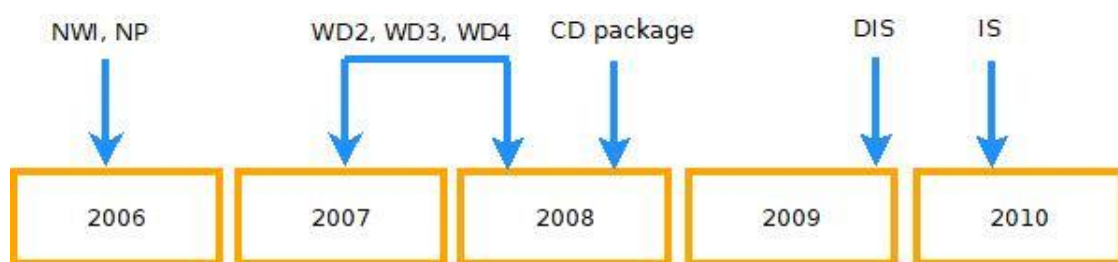 NWI, NP
WD2, WD3, WD4
CD package
DIS
IS
2006
2007
2008
2009
2010